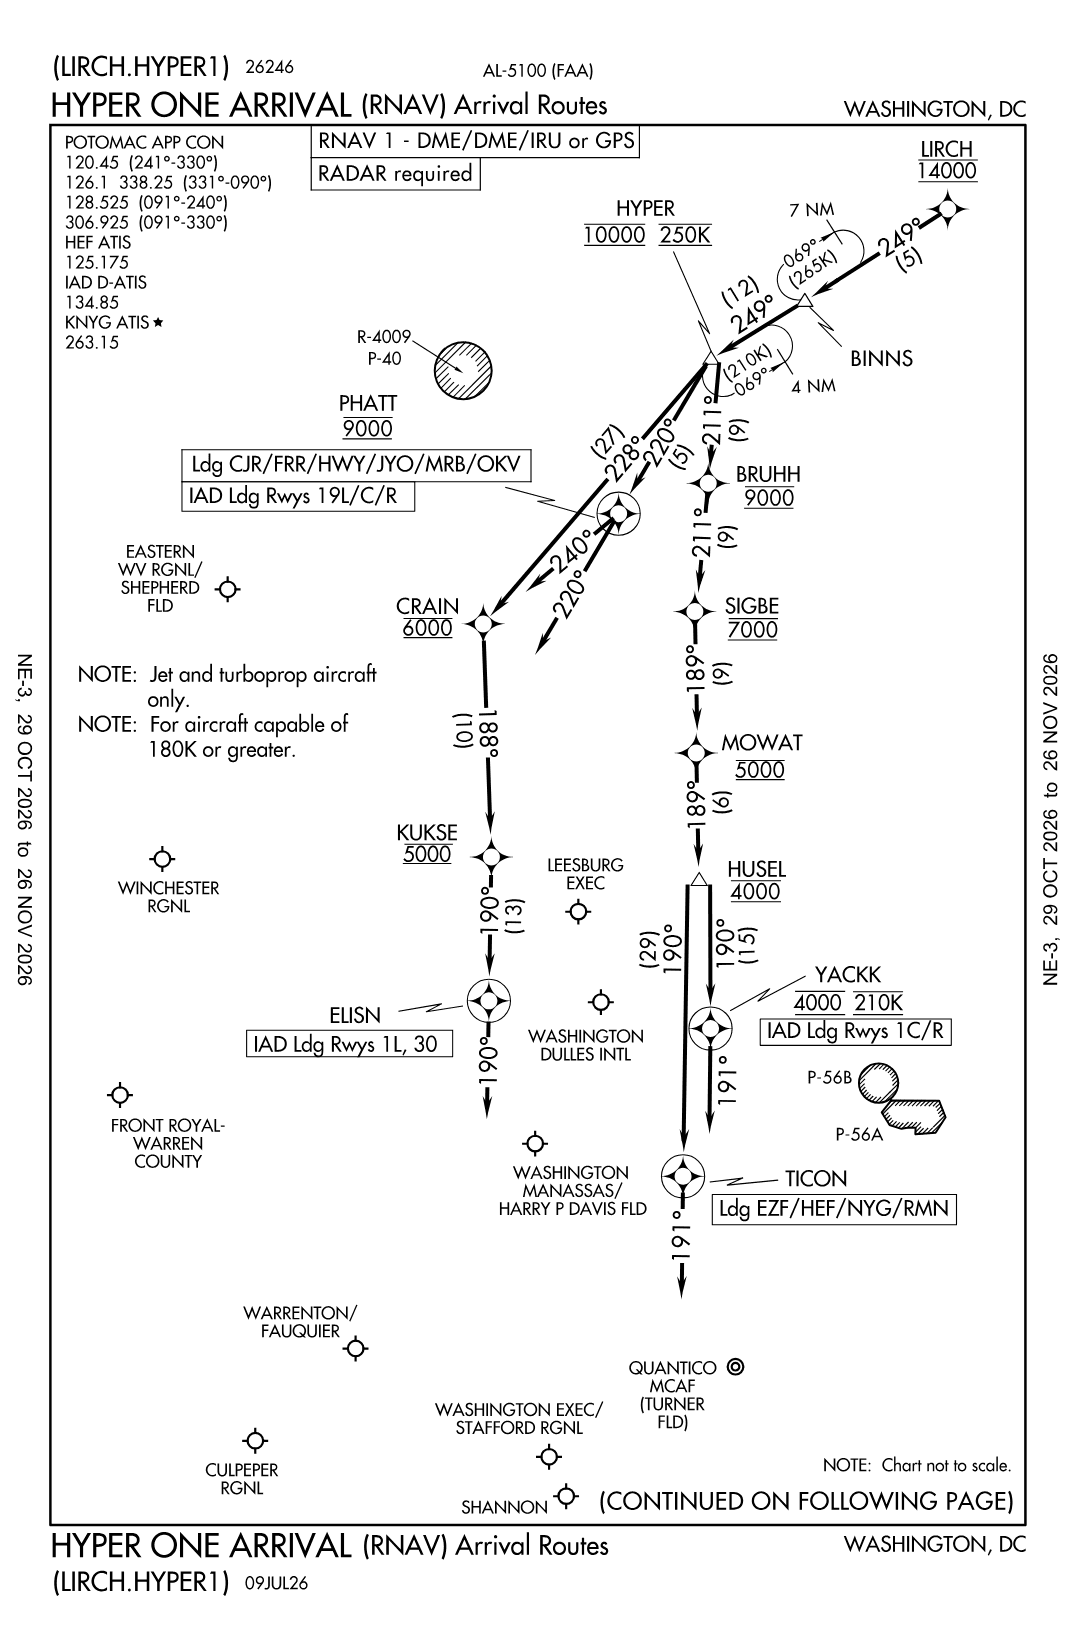 (LIRCH.HYPER1) 26246
AL-5100 (FAA)
HYPER ONE ARRIVAL (RNAV) Arrival Routes
WASHINGTON, DC
POTOMAC APP CON
120.45 (241°-330°)
126.1 338.25 (331°-090°)
128.525 (091°-240°)
306.925 (091°-330°)
HEF ATIS
125.175
IAD D-ATIS
134.85
KNYG ATIS ★
263.15
RNAV 1 - DME/DME/IRU or GPS
RADAR required
LIRCH
14000
249°
(5)
7 NM
069°
(265K)
HYPER
10000 250K
(12)
249°
BINNS
(210K)
069°
4 NM
R-4009
P-40
PHATT
9000
Ldg CJR/FRR/HWY/JYO/MRB/OKV
IAD Ldg Rwys 19L/C/R
(27)
228°
220°
(5)
211°
(9)
BRUHH
9000
211°
(9)
240°
220°
EASTERN
WV RGNL/
SHEPHERD
FLD
CRAIN
6000
SIGBE
7000
NOTE: Jet and turboprop aircraft
only.
NOTE: For aircraft capable of
180K or greater.
188°
(10)
189°
(9)
MOWAT
5000
189°
(6)
KUKSE
5000
WINCHESTER
RGNL
LEESBURG
EXEC
HUSEL
4000
190°
(13)
(29)
190°
190°
(15)
YACKK
4000 210K
IAD Ldg Rwys 1C/R
ELISN
IAD Ldg Rwys 1L, 30
WASHINGTON
DULLES INTL
190°
191°
P-56B
P-56A
FRONT ROYAL-
WARREN
COUNTY
WASHINGTON
MANASSAS/
HARRY P DAVIS FLD
TICON
Ldg EZF/HEF/NYG/RMN
191°
WARRENTON/
FAUQUIER
QUANTICO
MCAF
(TURNER
FLD)
WASHINGTON EXEC/
STAFFORD RGNL
CULPEPER
RGNL
SHANNON
NOTE: Chart not to scale.
(CONTINUED ON FOLLOWING PAGE)
HYPER ONE ARRIVAL (RNAV) Arrival Routes
WASHINGTON, DC
(LIRCH.HYPER1) 09JUL26
NE-3, 29 OCT 2026 to 26 NOV 2026
NE-3, 29 OCT 2026 to 26 NOV 2026